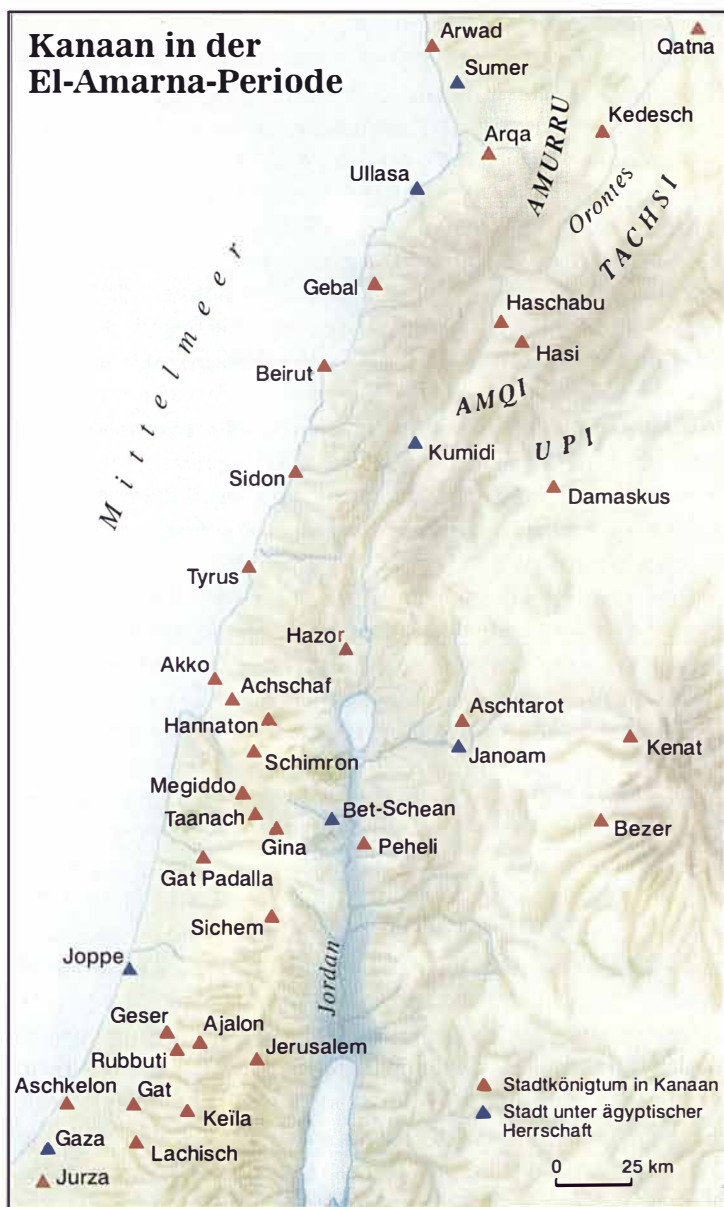 Kanaan in der
El-Amarna-Periode
Arwad
Qatna
Sumer
AMURRU
Kedesch
Arqa
Ullasa
Orontes
TACHSI
Mittelmeer
Gebal
Haschabu
Hasi
Beirut
AMQI
UPI
Kumidi
Sidon
Damaskus
Tyrus
Hazor
Akko
Achschaf
Aschtarot
Hannaton
Kenat
Janoam
Schimron
Megiddo
Bet-Schean
Taanach
Bezer
Gina
Peheli
Gat Padalla
Sichem
Jordan
Joppe
Geser
Ajalon
Rubbuti
Jerusalem
Aschkelon
Gat
Keïla
Gaza
Lachisch
Jurza
Stadtkönigtum in Kanaan
Stadt unter ägyptischer
Herrschaft
0 25 km